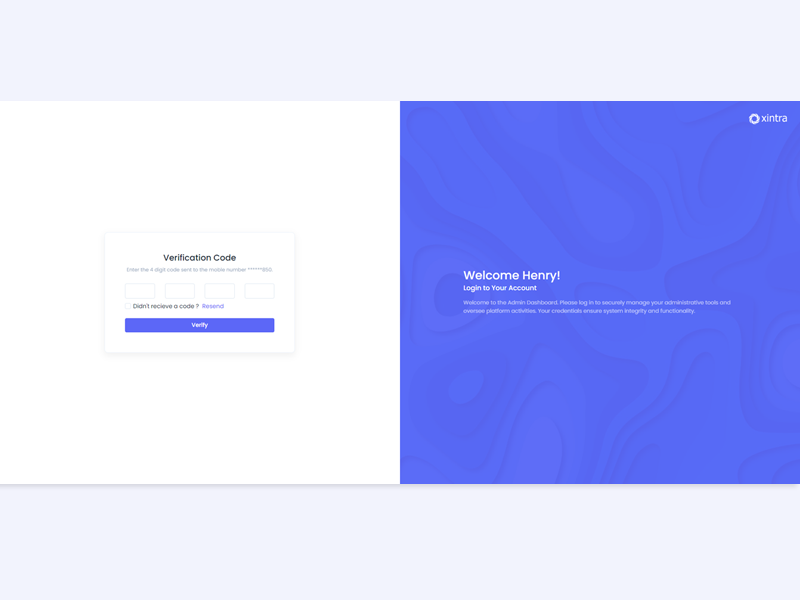 Verification Code
Enter the 4 digit code sent to the moble number ******850.
Didn't recieve a code ? Resend
Verify
xintra
Welcome Henry!
Login to Your Account
Welcome to the Admin Dashboard. Please log in to securely manage your administrative tools and
oversee platform activities. Your credentials ensure system integrity and functionality.